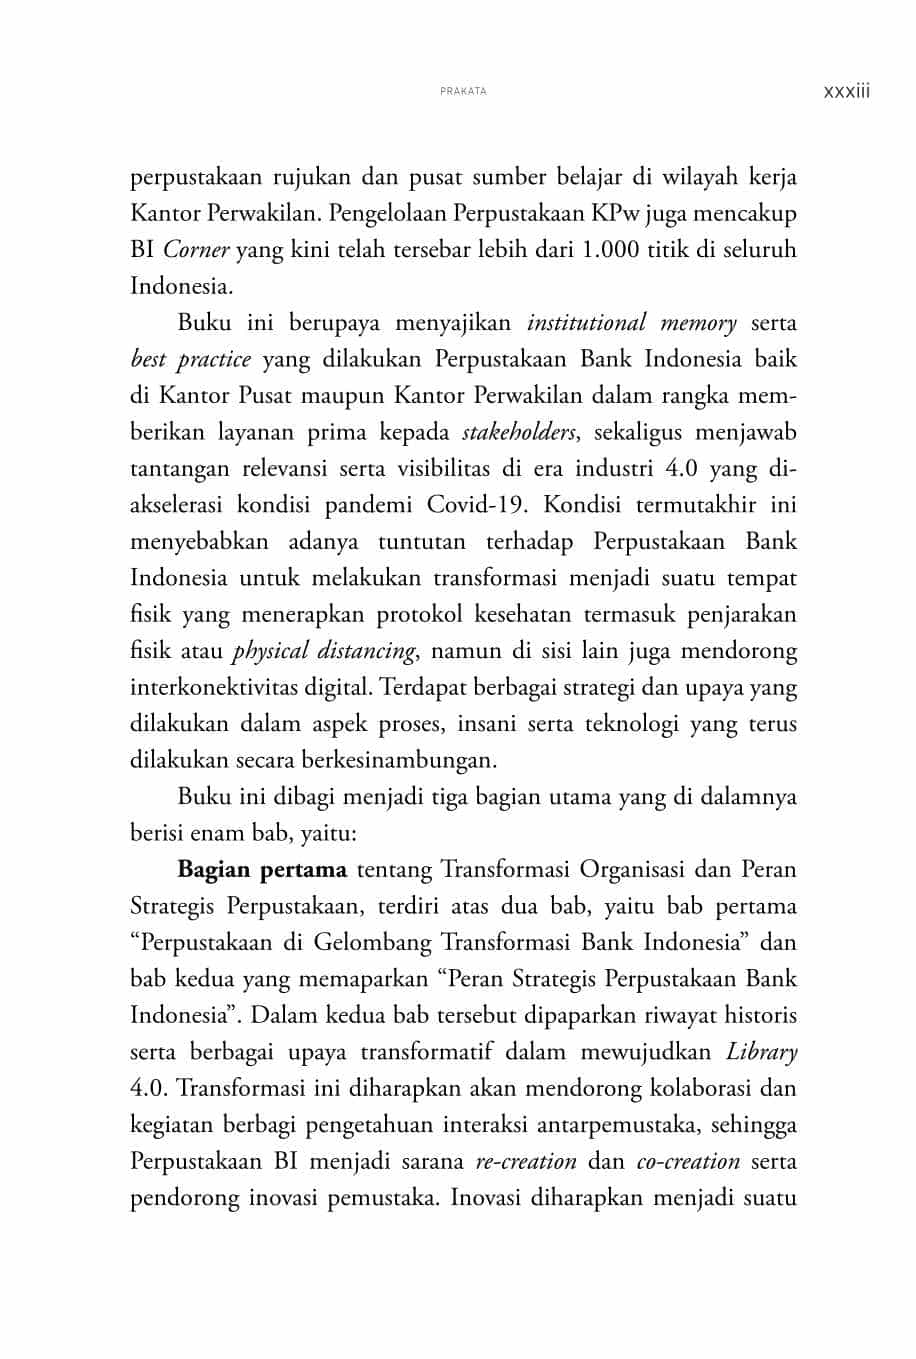 PRAKATA
xxxiii
perpustakaan rujukan dan pusat sumber belajar di wilayah kerja
Kantor Perwakilan. Pengelolaan Perpustakaan KPw juga mencakup
BI Corner yang kini telah tersebar lebih dari 1.000 titik di seluruh
Indonesia.
Buku ini berupaya menyajikan institutional memory serta
best practice yang dilakukan Perpustakaan Bank Indonesia baik
di Kantor Pusat maupun Kantor Perwakilan dalam rangka mem-
berikan layanan prima kepada stakeholders, sekaligus menjawab
tantangan relevansi serta visibilitas di era industri 4.0 yang di-
akselerasi kondisi pandemi Covid-19. Kondisi termutakhir ini
menyebabkan adanya tuntutan terhadap Perpustakaan Bank
Indonesia untuk melakukan transformasi menjadi suatu tempat
fisik yang menerapkan protokol kesehatan termasuk penjarakan
fisik atau physical distancing, namun di sisi lain juga mendorong
interkonektivitas digital. Terdapat berbagai strategi dan upaya yang
dilakukan dalam aspek proses, insani serta teknologi yang terus
dilakukan secara berkesinambungan.
Buku ini dibagi menjadi tiga bagian utama yang di dalamnya
berisi enam bab, yaitu:
Bagian pertama tentang Transformasi Organisasi dan Peran
Strategis Perpustakaan, terdiri atas dua bab, yaitu bab pertama
“Perpustakaan di Gelombang Transformasi Bank Indonesia” dan
bab kedua yang memaparkan “Peran Strategis Perpustakaan Bank
Indonesia”. Dalam kedua bab tersebut dipaparkan riwayat historis
serta berbagai upaya transformatif dalam mewujudkan Library
4.0. Transformasi ini diharapkan akan mendorong kolaborasi dan
kegiatan berbagi pengetahuan interaksi antarpemustaka, sehingga
Perpustakaan BI menjadi sarana re-creation dan co-creation serta
pendorong inovasi pemustaka. Inovasi diharapkan menjadi suatu